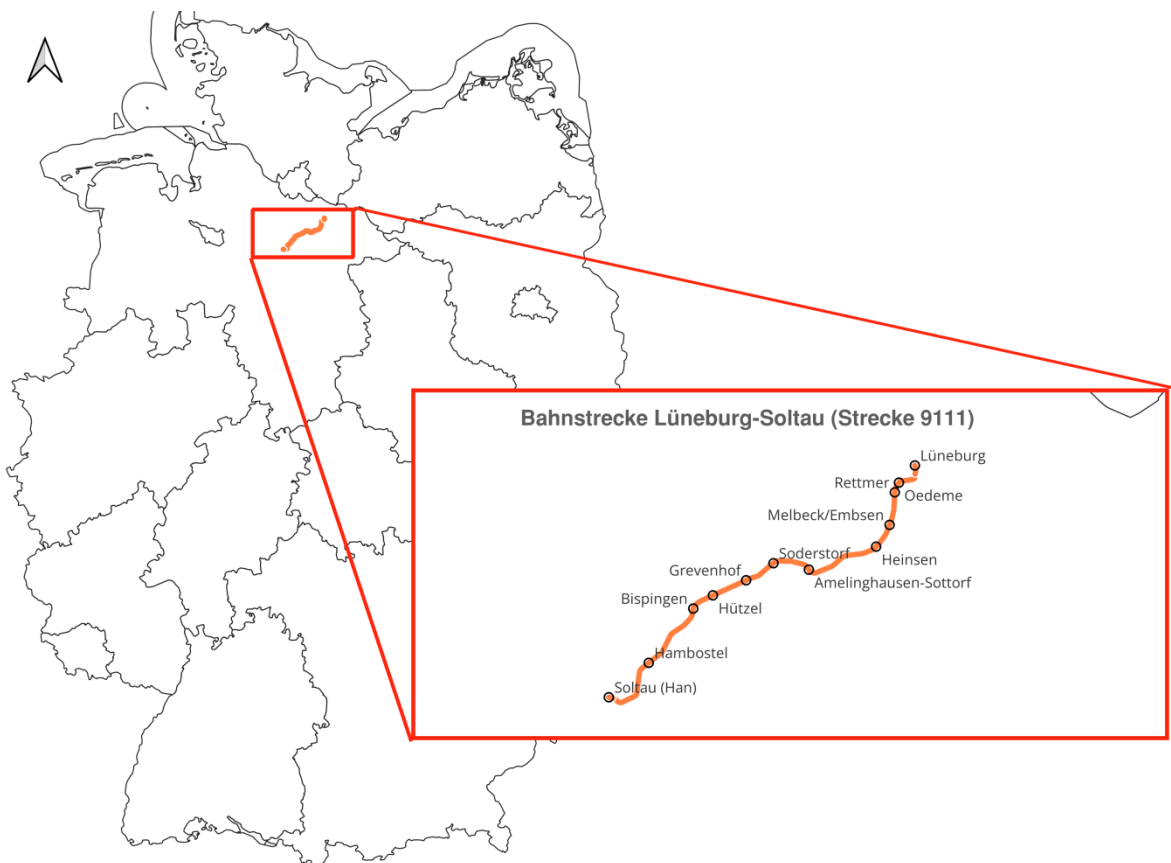 Bahnstrecke Lüneburg-Soltau (Strecke 9111)
Lüneburg
Rettmer
Oedeme
Melbeck/Embsen
Heinsen
Soderstorf
Amelinghausen-Sottorf
Grevenhof
Hützel
Bispingen
Hambostel
Soltau (Han)